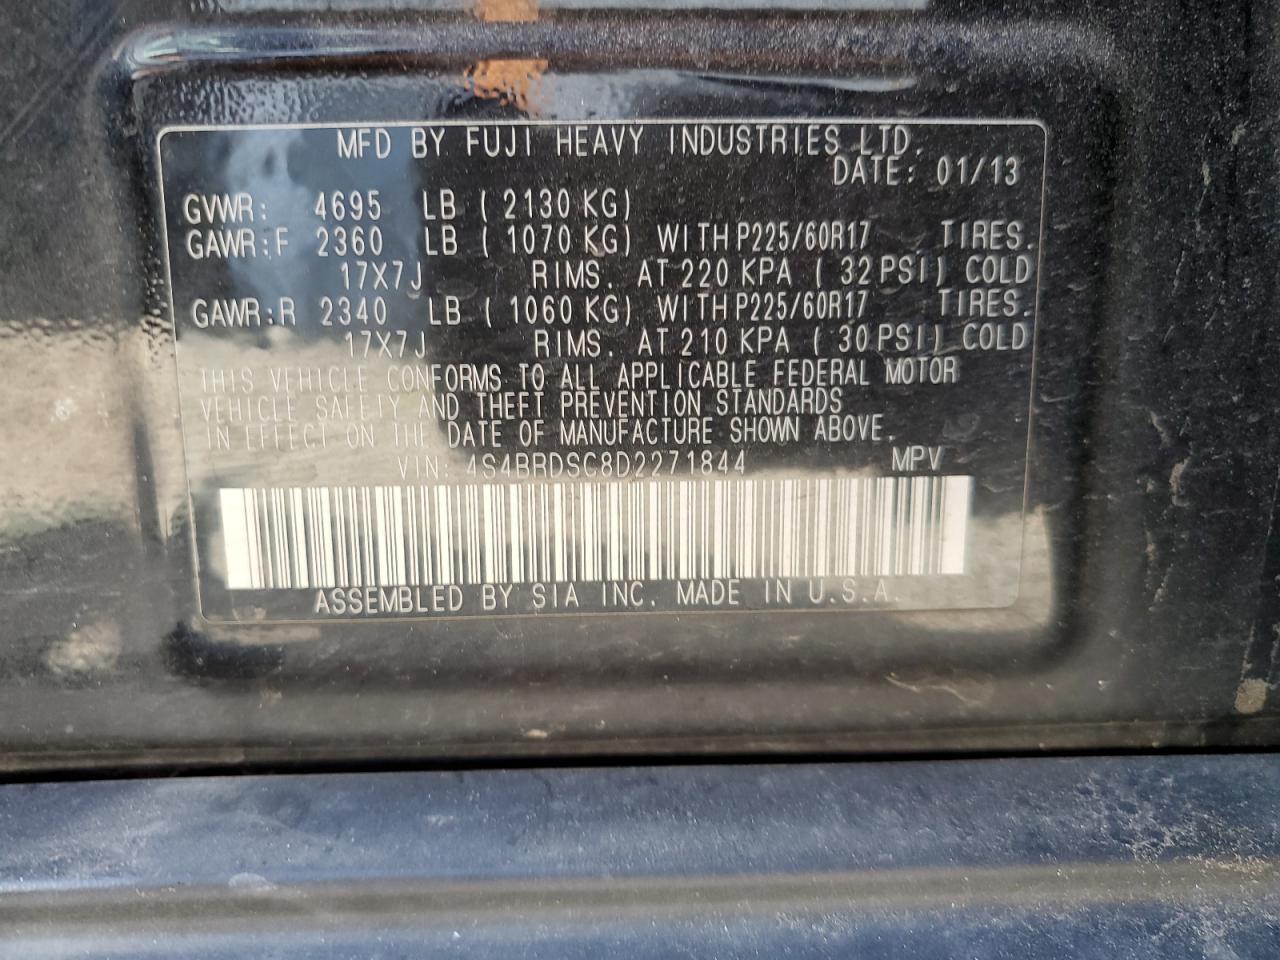 MFD BY FUJI HEAVY INDUSTRIES LTD.
DATE: 01/13
GVWR: 4695 LB ( 2130 KG)
GAWR:F 2360 LB ( 1070 KG) WITH P225/60R17 TIRES.
17X7J RIMS. AT 220 KPA ( 32 PSI) COLD
GAWR:R 2340 LB ( 1060 KG) WITH P225/60R17 TIRES.
17X7J RIMS. AT 210 KPA ( 30 PSI) COLD
THIS VEHICLE CONFORMS TO ALL APPLICABLE FEDERAL MOTOR
VEHICLE SAFETY AND THEFT PREVENTION STANDARDS
IN EFFECT ON THE DATE OF MANUFACTURE SHOWN ABOVE.
VIN: 4S4BRDSC8D2271844 MPV
ASSEMBLED BY SIA INC. MADE IN U.S.A.